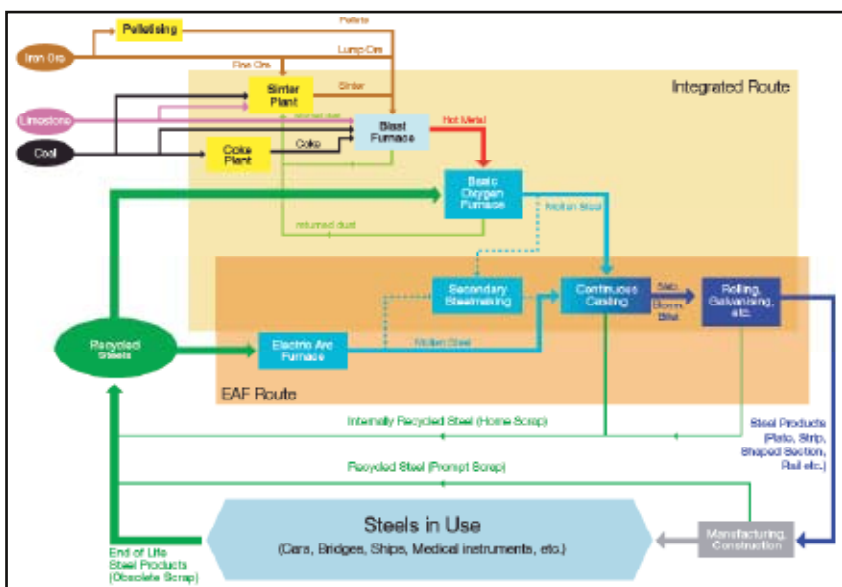 Pellets
Pelletising
Iron Ore
Lump Ore
Fine Ore
Integrated Route
Sinter
Plant
Sinter
Limestone
Blast
Furnace
Hot Metal
returned dust
Coal
Coke
Plant
Coke
Basic
Oxygen
Furnace
Molten Steel
returned dust
Secondary
Steelmaking
Continuous
Casting
Slab,
Bloom,
Billet
Rolling,
Galvanising,
etc.
Recycled
Steels
Electric Arc
Furnace
Molten Steel
EAF Route
Internally Recycled Steel (Home Scrap)
Steel Products
(Plate, Strip,
Shaped Section,
Rail etc.)
Recycled Steel (Prompt Scrap)
Steels in Use
(Cars, Bridges, Ships, Medical instruments, etc.)
Manufacturing,
Construction
End of Life
Steel Products
(Obsolete Scrap)